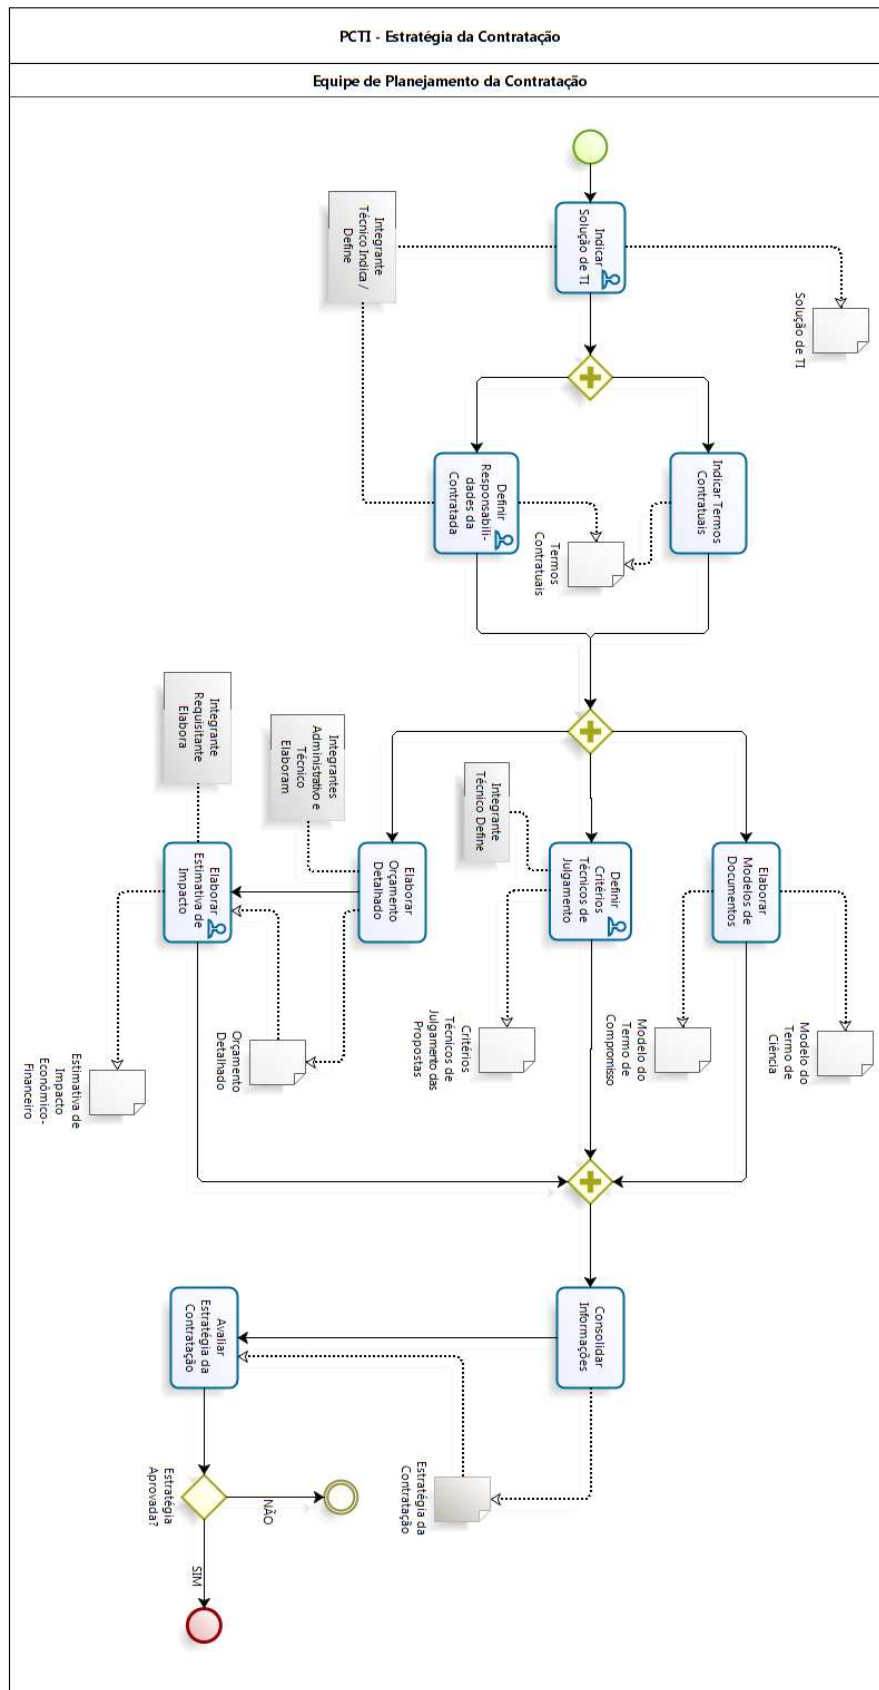 PCTI - Estratégia da Contratação
Equipe de Planejamento da Contratação
Integrante
Técnico Indica /
Define
Indicar
Solução de TI
Solução de TI
Definir
Responsabili-
dades da
Contratada
Indicar Termos
Contratuais
Termos
Contratuais
Integrante
Requisitante
Elabora
Integrantes
Administrativo e
Técnico
Elaboram
Integrante
Técnico Define
Elaborar
Estimativa de
Impacto
Elaborar
Orçamento
Detalhado
Definir
Critérios
Técnicos de
Julgamento
Elaborar
Modelos de
Documentos
Estimativa de
Impacto
Econômico-
Financeiro
Orçamento
Detalhado
Critérios
Técnicos de
Julgamento das
Propostas
Modelo do
Termo de
Compromisso
Modelo do
Termo de
Ciência
Consolidar
Informações
Avaliar
Estratégia da
Contratação
Estratégia da
Contratação
Estratégia
Aprovada?
NÃO
SIM